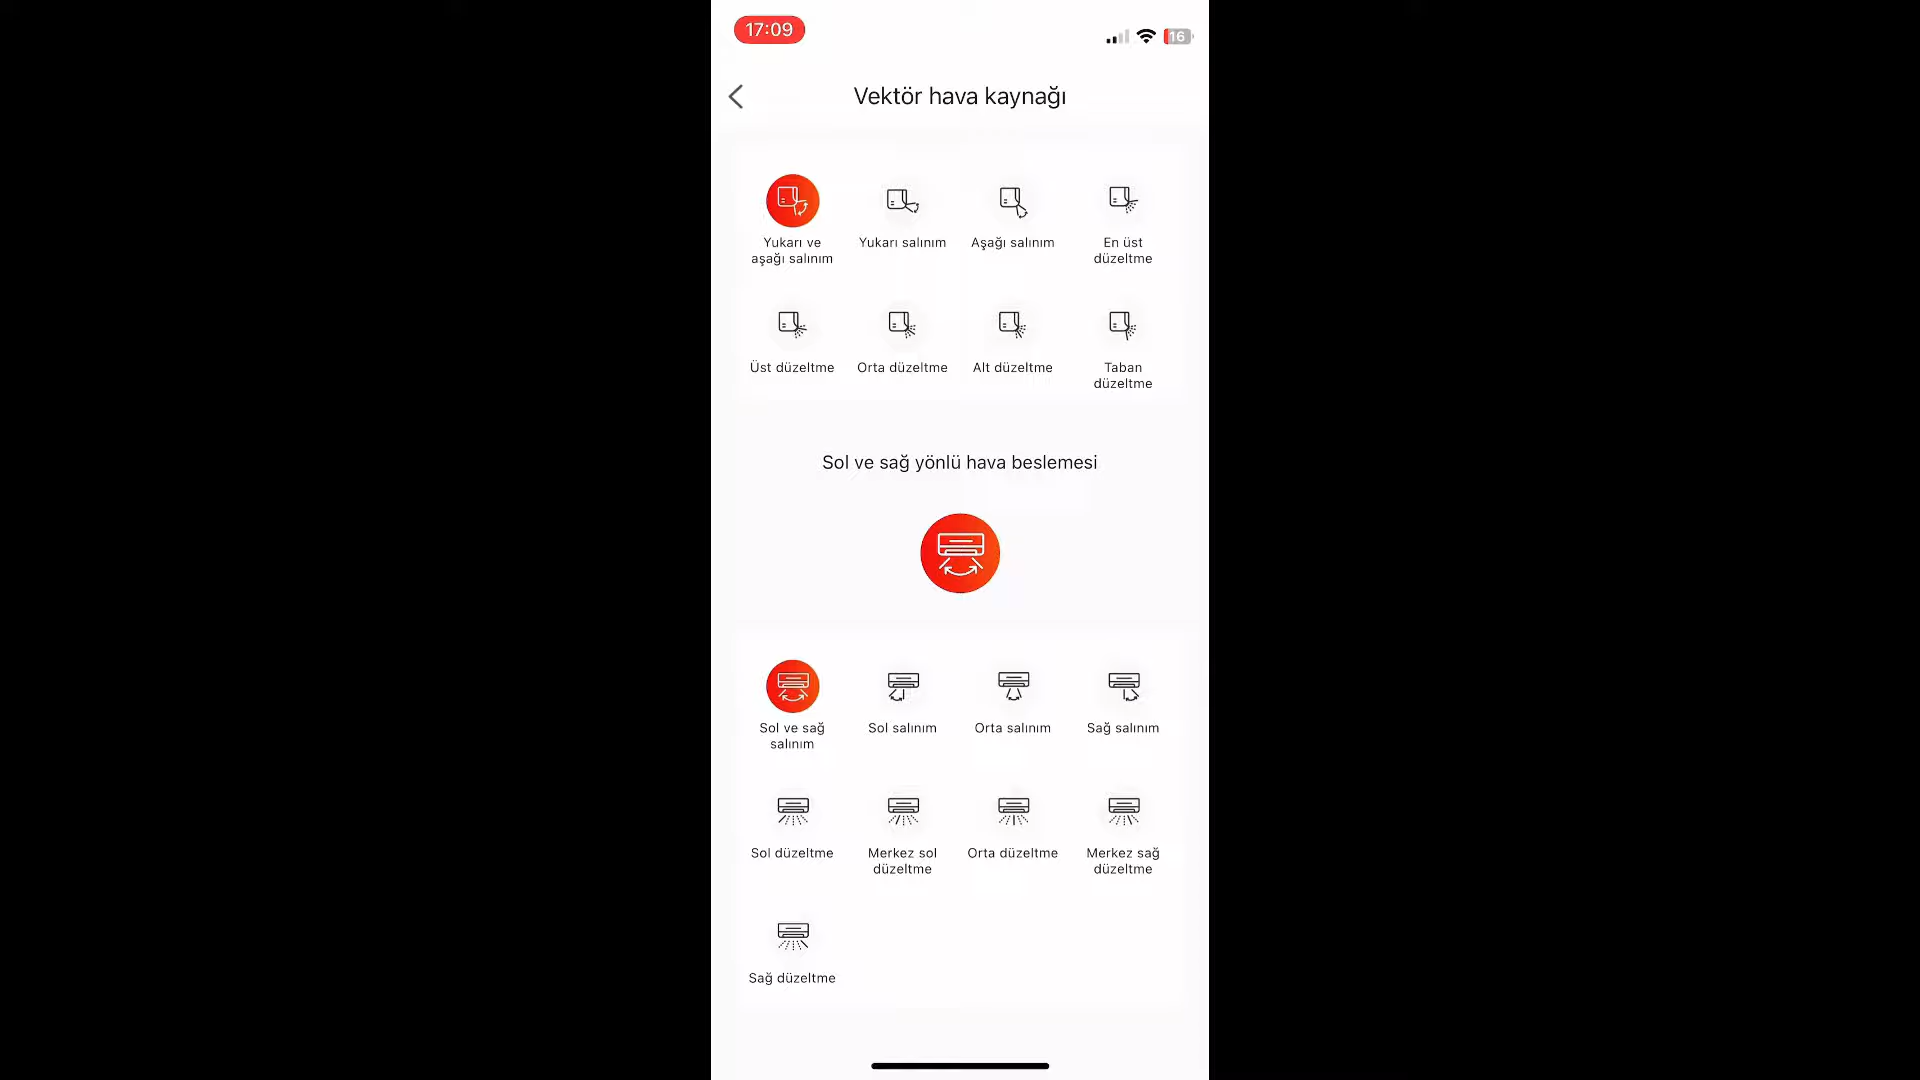 17:09
16
Vektör hava kaynağı
Yukarı ve
aşağı salınım
Yukarı salınım
Aşağı salınım
En üst
düzeltme
Üst düzeltme
Orta düzeltme
Alt düzeltme
Taban
düzeltme
Sol ve sağ yönlü hava beslemesi
Sol ve sağ
salınım
Sol salınım
Orta salınım
Sağ salınım
Sol düzeltme
Merkez sol
düzeltme
Orta düzeltme
Merkez sağ
düzeltme
Sağ düzeltme